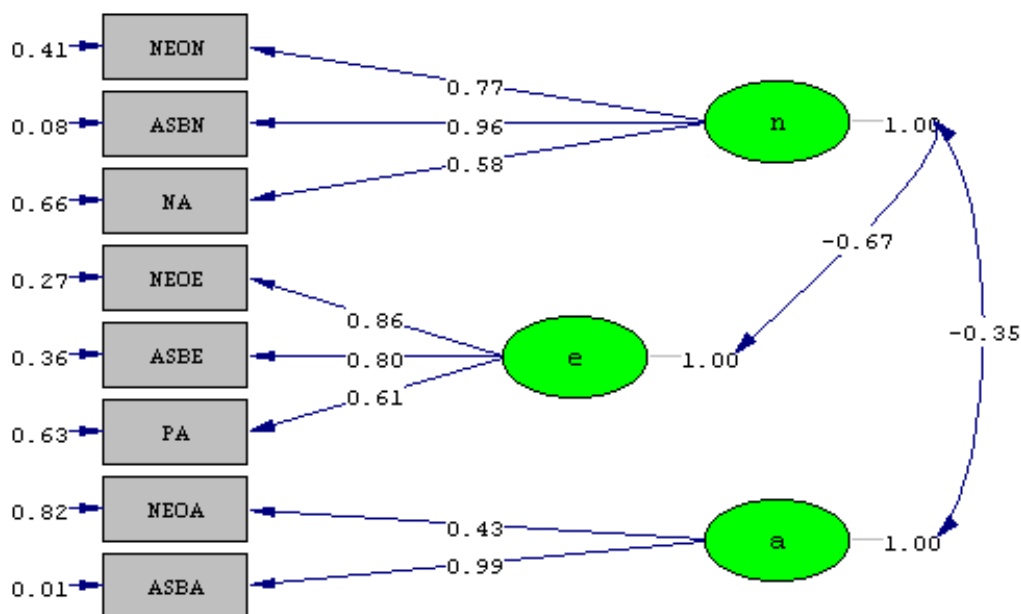 0.41 NEON
0.77
0.08 ASBN 0.96 n 1.00
0.58
0.66 NA
-0.67
0.27 NEOE
0.86
-0.35
0.36 ASBE 0.80 e 1.00
0.61
0.63 PA
0.82 NEOA
0.43
a 1.00
0.99
0.01 ASBA